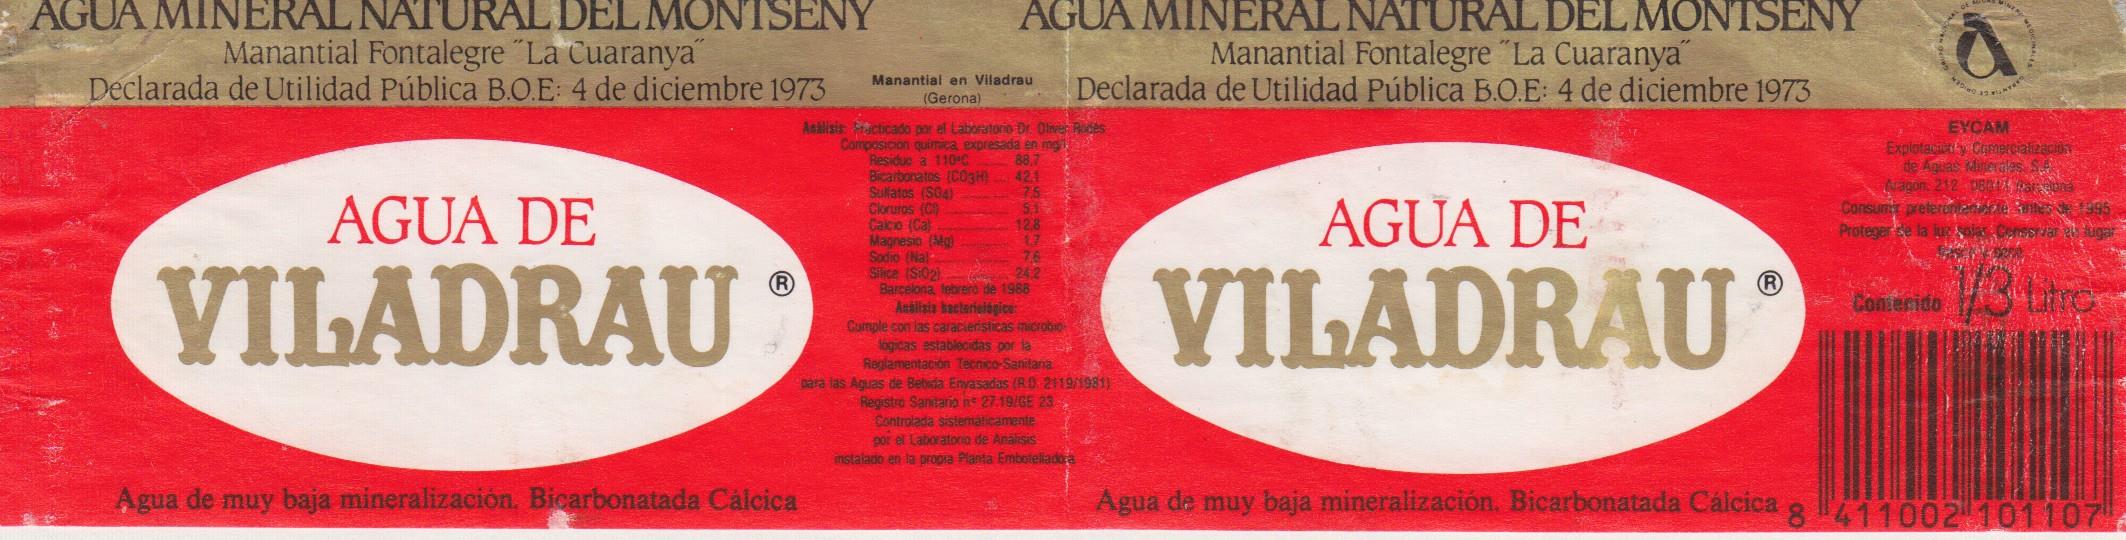 AGUA MINERAL NATURAL DEL MONTSENY
Manantial Fontalegre "La Cuaranya"
Declarada de Utilidad Pública B.O.E: 4 de diciembre 1973
AGUA DE
VILADRAU ®
Agua de muy baja mineralización. Bicarbonatada Cálcica
Manantial en Viladrau
(Gerona)
Análisis: Practicado por el Laboratorio Dr. Oliver Rodés
Composición química, expresada en mg/l
Residuo a 110ºC ....... 88,7
Bicarbonatos (CO3H) .... 42,1
Sulfatos (SO4) ............ 7,5
Cloruros (Cl) ............ 5,1
Calcio (Ca) ............ 12,8
Magnesio (Mg) .......... 1,7
Sodio (Na) ............ 7,6
Sílice (SiO2) ............ 24,2
Barcelona, febrero de 1988
Análisis bacteriológico:
Cumple con las características microbio-
lógicas establecidas por la
Reglamentación Técnico-Sanitaria
para las Aguas de Bebida Envasadas (R.D. 2119/1981)
Registro Sanitario nº 27.19/GE 23
Controlada sistemáticamente
por el Laboratorio de Análisis
instalado en la propia Planta Embotelladora
AGUA MINERAL NATURAL DEL MONTSENY
Manantial Fontalegre "La Cuaranya"
Declarada de Utilidad Pública B.O.E: 4 de diciembre 1973
AGUA DE
VILADRAU ®
Agua de muy baja mineralización. Bicarbonatada Cálcica
EYCAM
Explotación y Comercialización
de Aguas Minerales, S.A.
Aragón, 212 - 08011 Barcelona
Consumir preferentemente antes de 1995
Proteger de la luz solar. Conservar en lugar
fresco y seco
Contenido 1/3 Litro
8 411002 101107